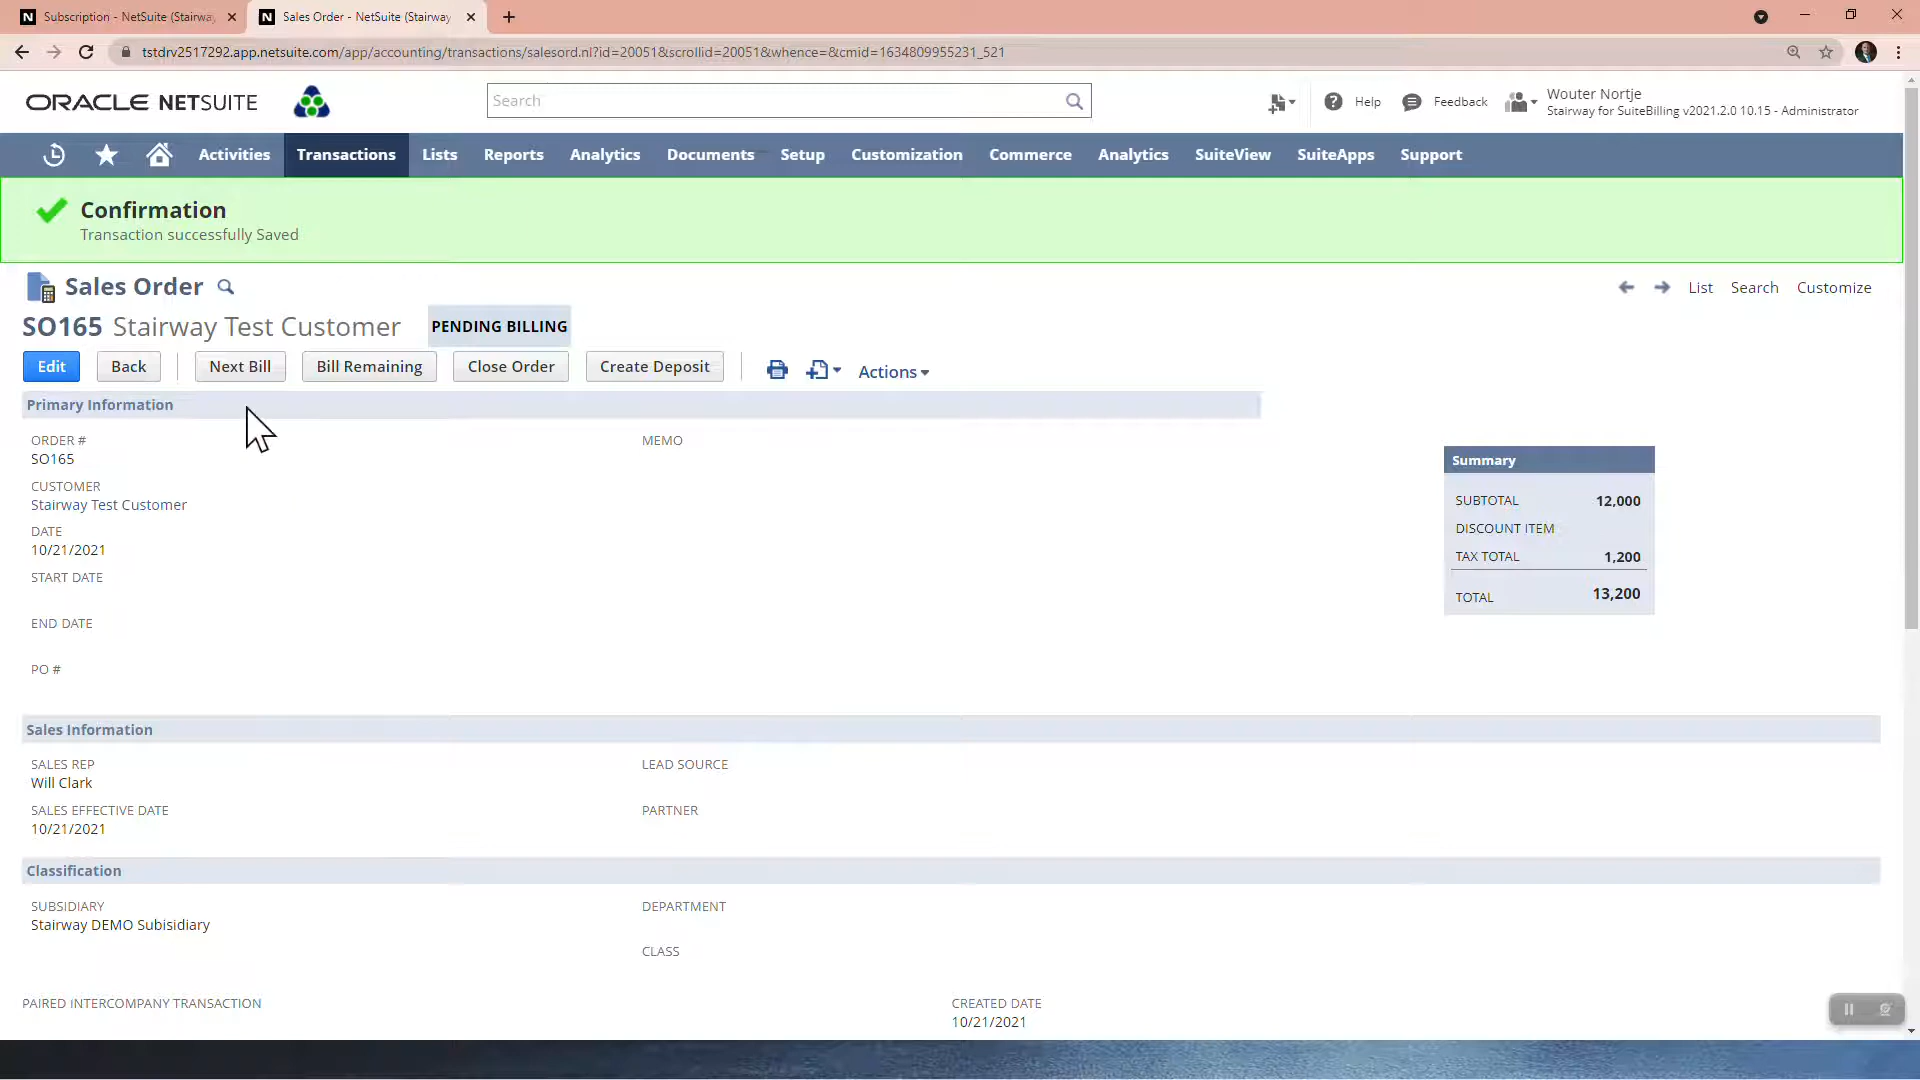 Subscription - NetSuite (Stairwa
Sales Order - NetSuite (Stairway
tstdrv2517292.app.netsuite.com/app/accounting/transactions/salesord.nl?id=20051&scrollid=20051&whence=&cmid=1634809955231_521
ORACLE NETSUITE
Search
Help
Feedback
Wouter Nortje
Stairway for SuiteBilling v2021.2.0 10.15 - Administrator
Activities
Transactions
Lists
Reports
Analytics
Documents
Setup
Customization
Commerce
Analytics
SuiteView
SuiteApps
Support
Confirmation
Transaction successfully Saved
Sales Order
List
Search
Customize
SO165 Stairway Test Customer
PENDING BILLING
Edit
Back
Next Bill
Bill Remaining
Close Order
Create Deposit
Actions
Primary Information
ORDER #
SO165
CUSTOMER
Stairway Test Customer
DATE
10/21/2021
START DATE
END DATE
PO #
MEMO
Summary
SUBTOTAL 12,000
DISCOUNT ITEM
TAX TOTAL 1,200
TOTAL 13,200
Sales Information
SALES REP
Will Clark
SALES EFFECTIVE DATE
10/21/2021
LEAD SOURCE
PARTNER
Classification
SUBSIDIARY
Stairway DEMO Subisidiary
DEPARTMENT
CLASS
PAIRED INTERCOMPANY TRANSACTION
CREATED DATE
10/21/2021